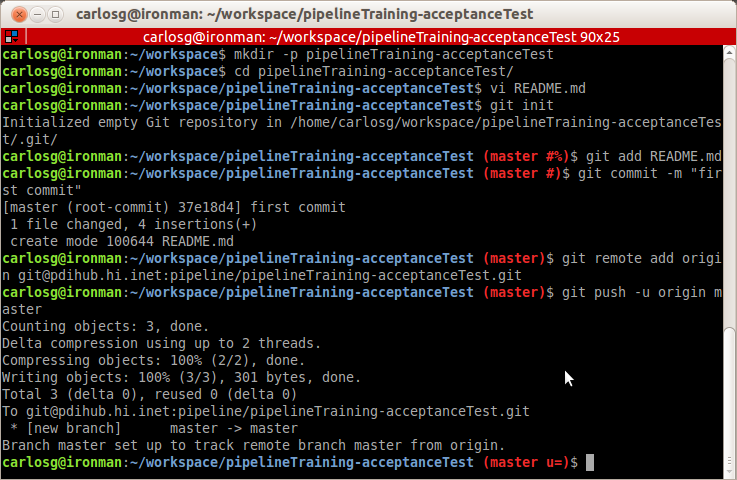 carlosg@ironman: ~/workspace/pipelineTraining-acceptanceTest
carlosg@ironman: ~/workspace/pipelineTraining-acceptanceTest 90x25
carlosg@ironman:~/workspace$ mkdir -p pipelineTraining-acceptanceTest
carlosg@ironman:~/workspace$ cd pipelineTraining-acceptanceTest/
carlosg@ironman:~/workspace/pipelineTraining-acceptanceTest$ vi README.md
carlosg@ironman:~/workspace/pipelineTraining-acceptanceTest$ git init
Initialized empty Git repository in /home/carlosg/workspace/pipelineTraining-acceptanceTes
t/.git/
carlosg@ironman:~/workspace/pipelineTraining-acceptanceTest (master #%)$ git add README.md
carlosg@ironman:~/workspace/pipelineTraining-acceptanceTest (master #)$ git commit -m "fir
st commit"
[master (root-commit) 37e18d4] first commit
 1 file changed, 4 insertions(+)
 create mode 100644 README.md
carlosg@ironman:~/workspace/pipelineTraining-acceptanceTest (master)$ git remote add origi
n git@pdihub.hi.inet:pipeline/pipelineTraining-acceptanceTest.git
carlosg@ironman:~/workspace/pipelineTraining-acceptanceTest (master)$ git push -u origin m
aster
Counting objects: 3, done.
Delta compression using up to 2 threads.
Compressing objects: 100% (2/2), done.
Writing objects: 100% (3/3), 301 bytes, done.
Total 3 (delta 0), reused 0 (delta 0)
To git@pdihub.hi.inet:pipeline/pipelineTraining-acceptanceTest.git
 * [new branch]      master -> master
Branch master set up to track remote branch master from origin.
carlosg@ironman:~/workspace/pipelineTraining-acceptanceTest (master u=)$